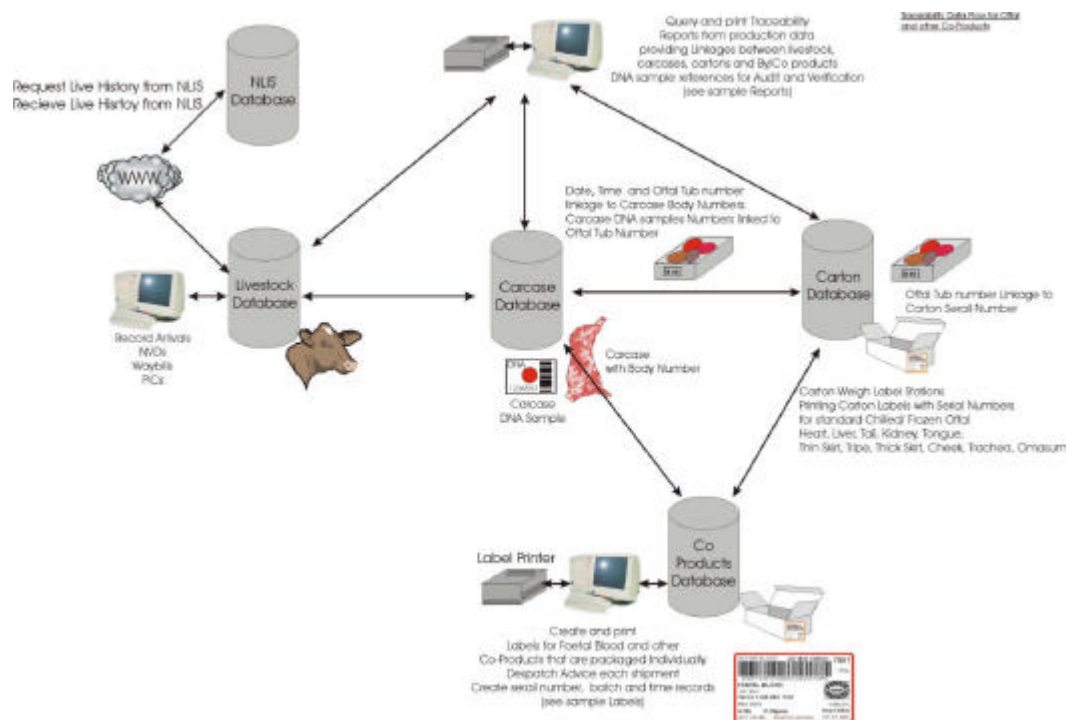 Traceability Data Flow for Offal
and other Co-Products
Query and print Traceability
Reports from production data
providing Linkages between livestock,
carcases, cartons and By/Co products
DNA sample references for Audit and Verification
(see sample Reports)
NLIS
Database
Request Live History from NLIS
Recieve Live Histoy from NLIS
WWW
Date, Time and Offal Tub number
linkage to Carcase Body Numbers.
Carcase DNA samples Numbers linked to
Offal Tub Number
Livestock
Database
Carcase
Database
Carton
Database
Offal Tub number Linkage to
Carton Serail Number
Record Arrivals
NVDs
Waybills
PICs
DNA
Carcase
DNA Sample
Carcase
with Body Number
Carton Weigh Label Stations
Printing Carton Labels with Serial Numbers
for standard Chilled/ Frozen Offal
Heart, Liver, Tail, Kidney, Tongue,
Thin Skirt, Tripe, Thick Skirt, Cheek, Trachea, Omasum
Co
Products
Database
Label Printer
Create and print
Labels for Foetal Blood and other
Co-Products that are packaged Individually
Despatch Advice each shipment
Create serial number, batch and time records
(see sample Labels)
FOETAL BLOOD